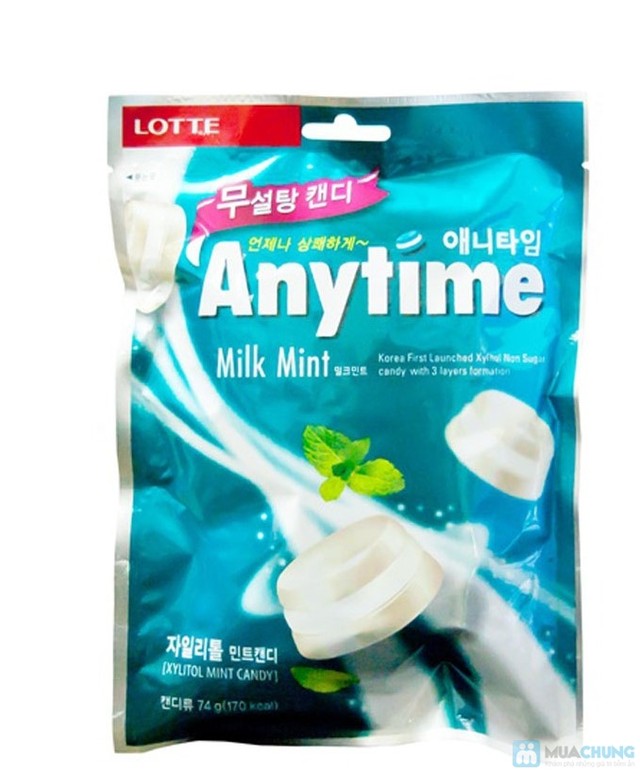 LOTTE
무설탕 캔디
언제나 상쾌하게~
애니타임
Anytime
Milk Mint 밀크민트
Korea First Launched Xylitol Non Sugar
candy with 3 layers formation
자일리톨 민트캔디
[XYLITOL MINT CANDY]
캔디류 74 g(170 kcal)
MUACHUNG